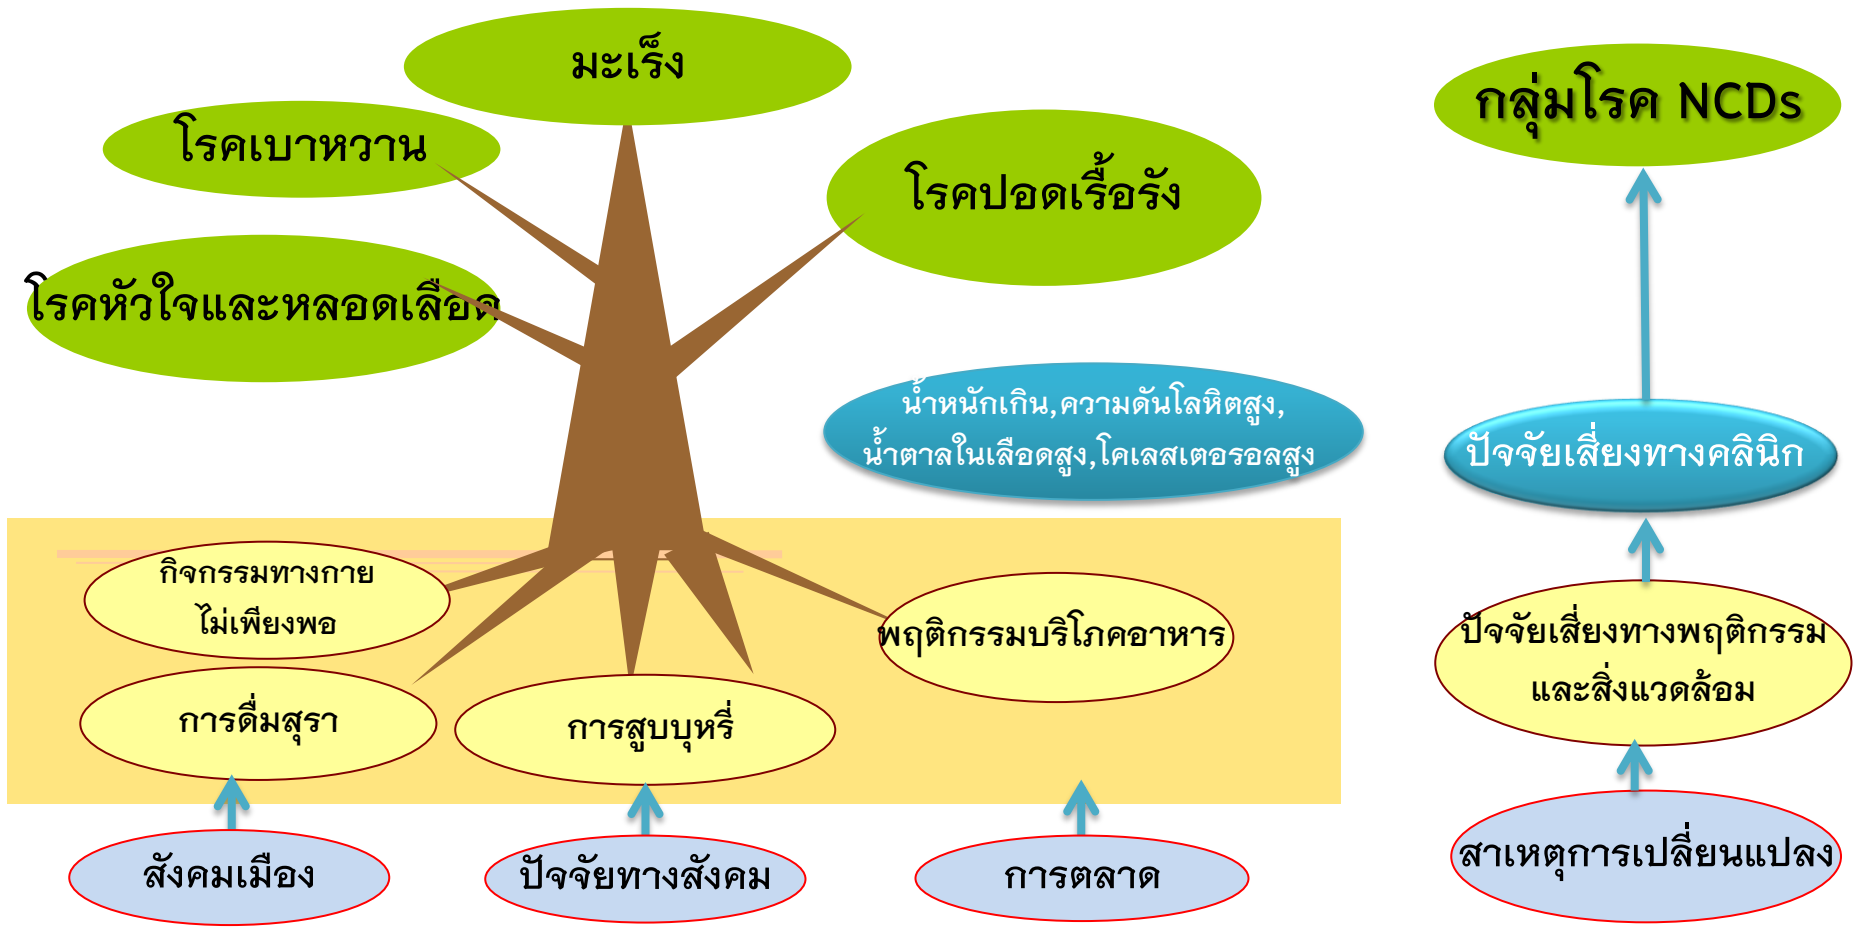 มะเร็ง
กลุ่มโรค NCDs
โรคเบาหวาน
โรคปอดเรื้อรัง
โรคหัวใจและหลอดเลือด
น้ำหนักเกิน,ความดันโลหิตสูง,
น้ำตาลในเลือดสูง,โคเลสเตอรอลสูง
ปัจจัยเสี่ยงทางคลินิก
กิจกรรมทางกาย
ไม่เพียงพอ
พฤติกรรมบริโภคอาหาร
ปัจจัยเสี่ยงทางพฤติกรรม
และสิ่งแวดล้อม
การดื่มสุรา
การสูบบุหรี่
สังคมเมือง
ปัจจัยทางสังคม
การตลาด
สาเหตุการเปลี่ยนแปลง